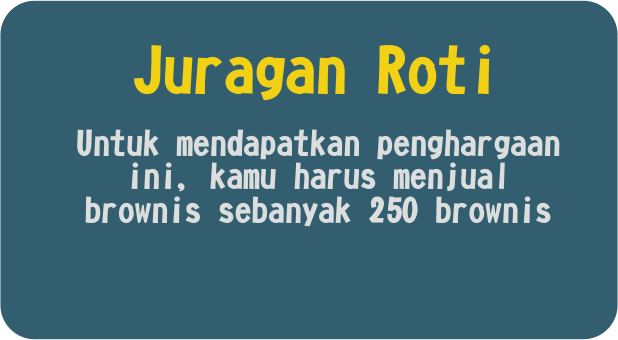 Juragan Roti
Untuk mendapatkan penghargaan
ini, kamu harus menjual
brownis sebanyak 250 brownis